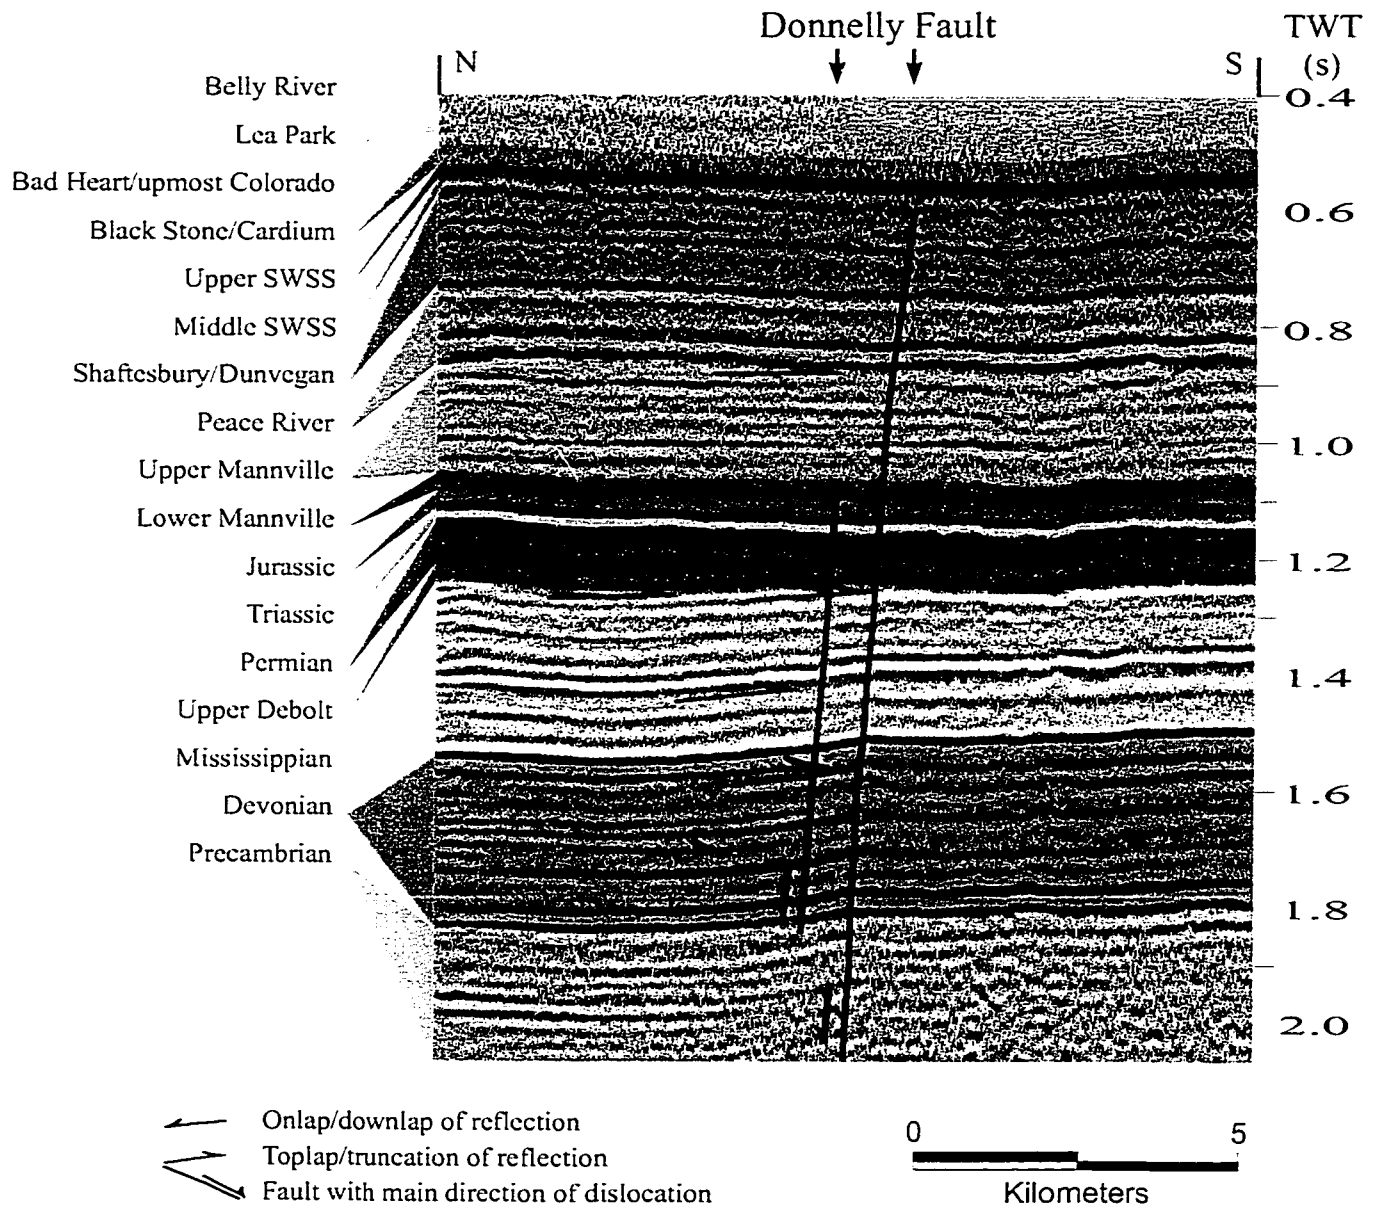 Donnelly Fault
TWT
(s)
N
S
Belly River
Lea Park
Bad Heart/upmost Colorado
Black Stone/Cardium
Upper SWSS
Middle SWSS
Shaftesbury/Dunvegan
Peace River
Upper Mannville
Lower Mannville
Jurassic
Triassic
Permian
Upper Debolt
Mississippian
Devonian
Precambrian
0.4
0.6
0.8
1.0
1.2
1.4
1.6
1.8
2.0
Onlap/downlap of reflection
Toplap/truncation of reflection
Fault with main direction of dislocation
0 5
Kilometers